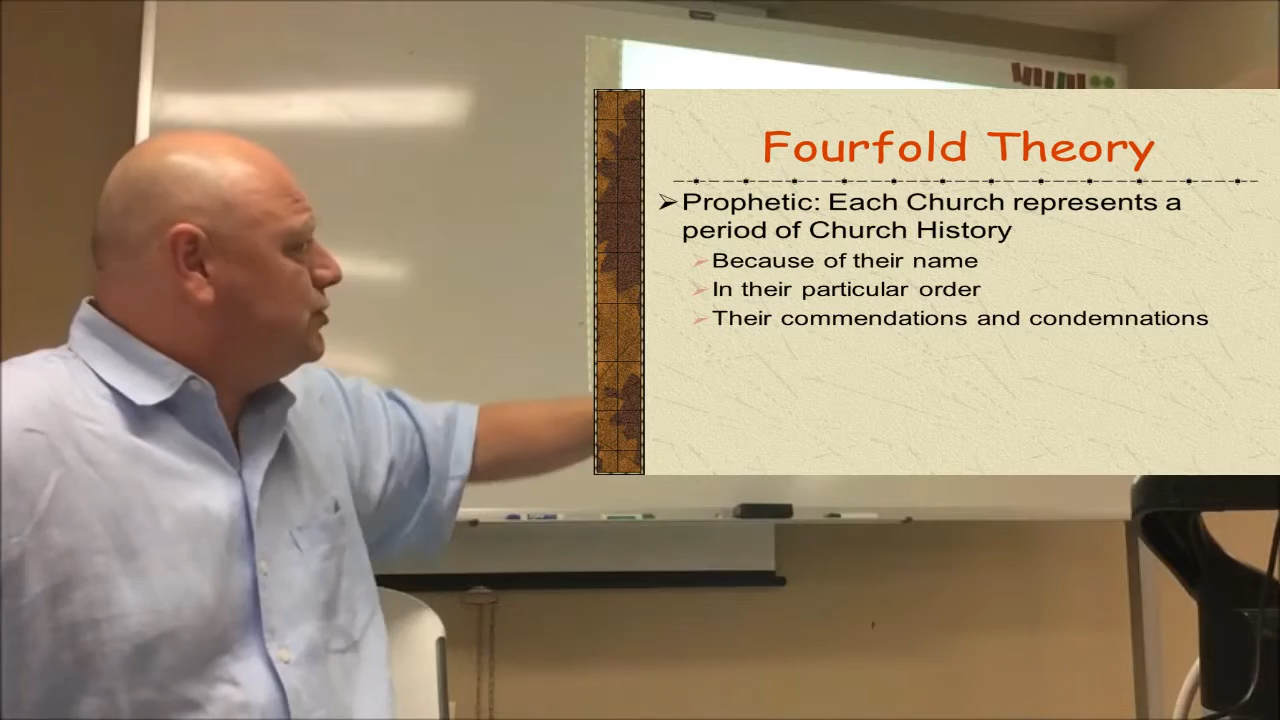 Fourfold Theory
Prophetic: Each Church represents a
period of Church History
Because of their name
In their particular order
Their commendations and condemnations